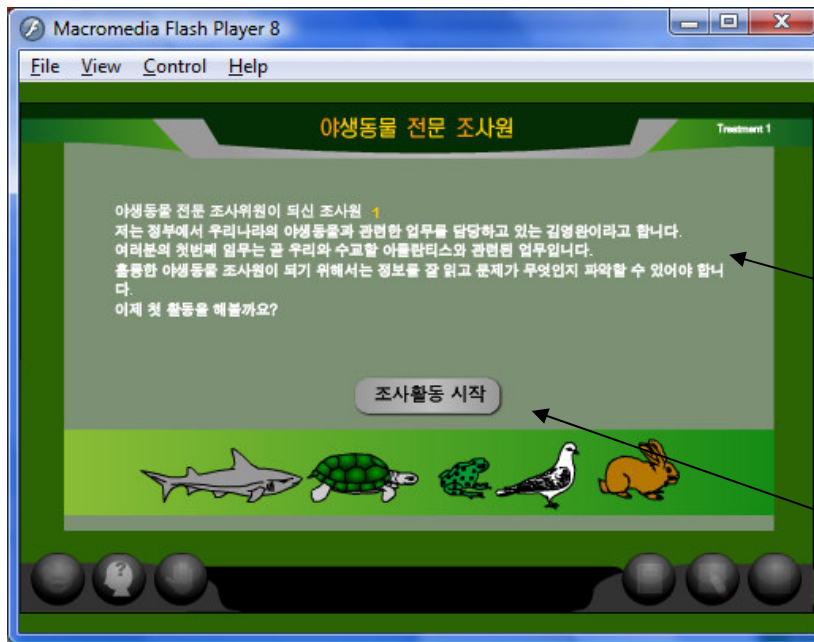 Macromedia Flash Player 8
File View Control Help
야생동물 전문 조사원
Treatment 1
야생동물 전문 조사위원이 되신 조사원 1
저는 정부에서 우리나라의 야생동물과 관련한 업무를 담당하고 있는 김영완이라고 합니다.
여러분의 첫번째 임무는 곧 우리와 수교할 아틀란티스와 관련된 업무입니다.
훌륭한 야생동물 조사원이 되기 위해서는 정보를 잘 읽고 문제가 무엇인지 파악할 수 있어야 합니
다.
이제 첫 활동을 해볼까요?
조사활동 시작
?